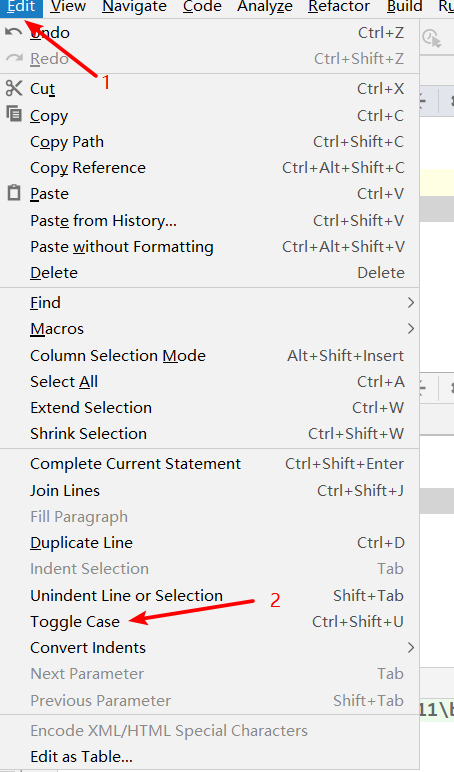 Edit View Navigate Code Analyze Refactor Build Ru
Undo Ctrl+Z
Redo Ctrl+Shift+Z
1
Cut Ctrl+X
Copy Ctrl+C
Copy Path Ctrl+Shift+C
Copy Reference Ctrl+Alt+Shift+C
Paste Ctrl+V
Paste from History... Ctrl+Shift+V
Paste without Formatting Ctrl+Alt+Shift+V
Delete Delete
Find
Macros
Column Selection Mode Alt+Shift+Insert
Select All Ctrl+A
Extend Selection Ctrl+W
Shrink Selection Ctrl+Shift+W
Complete Current Statement Ctrl+Shift+Enter
Join Lines Ctrl+Shift+J
Fill Paragraph
Duplicate Line Ctrl+D
Indent Selection Tab
Unindent Line or Selection 2 Shift+Tab
Toggle Case Ctrl+Shift+U
Convert Indents
Next Parameter Tab
Previous Parameter Shift+Tab
11\b
Encode XML/HTML Special Characters
Edit as Table...